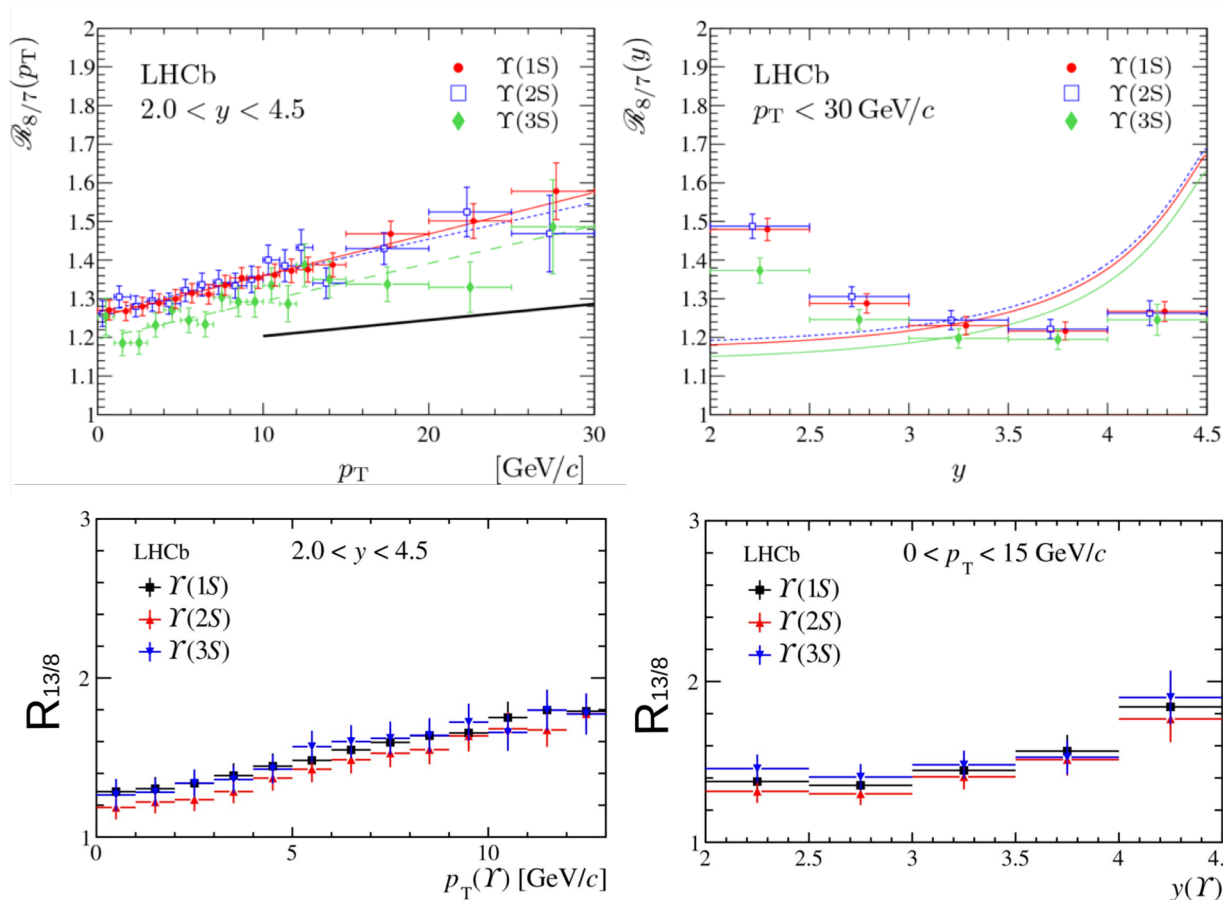 ℛ8/7(pT)
LHCb
2.0 < y < 4.5
ϒ(1S)
ϒ(2S)
ϒ(3S)
2
1.9
1.8
1.7
1.6
1.5
1.4
1.3
1.2
1.1
1
0
10
20
30
pT
[GeV/c]
ℛ8/7(y)
LHCb
pT < 30 GeV/c
ϒ(1S)
ϒ(2S)
ϒ(3S)
2
1.9
1.8
1.7
1.6
1.5
1.4
1.3
1.2
1.1
1
2
2.5
3
3.5
4
4.5
y
R13/8
LHCb
2.0 < y < 4.5
ϒ(1S)
ϒ(2S)
ϒ(3S)
3
2
1
0
5
10
pT(ϒ) [GeV/c]
R13/8
LHCb
0 < pT < 15 GeV/c
ϒ(1S)
ϒ(2S)
ϒ(3S)
3
2
1
2
2.5
3
3.5
4
4.
y(ϒ)